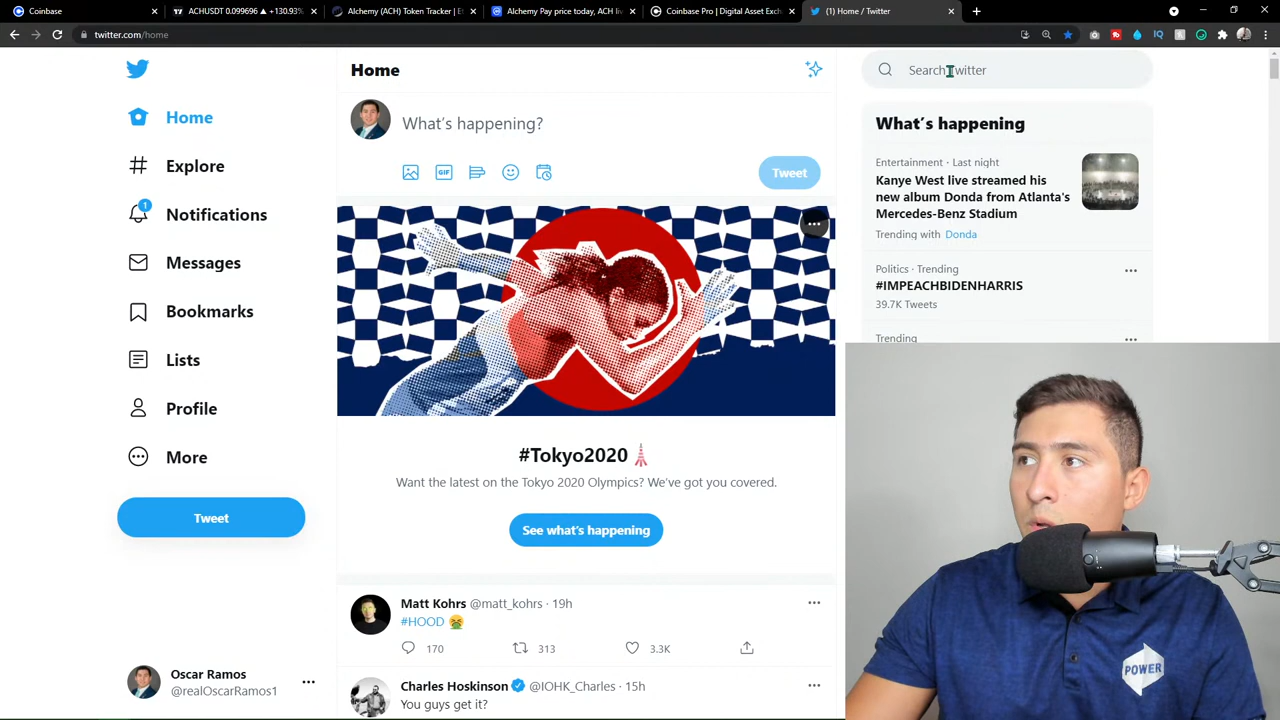 Coinbase
ACHUSDT 0.099696 ▲ +130.93%
Alchemy (ACH) Token Tracker | E
Alchemy Pay today, ACH live
Coinbase Pro | Digital Asset Exch
(1) Home / Twitter
twitter.com/home
Home
Explore
1
Notifications
Messages
Bookmarks
Lists
Profile
More
Tweet
Oscar Ramos
@realOscarRamos1
Home
What's happening?
GIF
Tweet
#Tokyo2020
Want the latest on the Tokyo 2020 Olympics? We've got you covered.
See what's happening
Matt Kohrs @matt_kohrs · 19h
#HOOD
170 313 3.3K
Charles Hoskinson @IOHK_Charles · 15h
You guys get it?
Search Twitter
What's happening
Entertainment · Last night
Kanye West live streamed his
new album Donda from Atlanta's
Mercedes-Benz Stadium
Trending with Donda
Politics · Trending
#IMPEACHBIDENHARRIS
39.7K Tweets
Trending
POWER